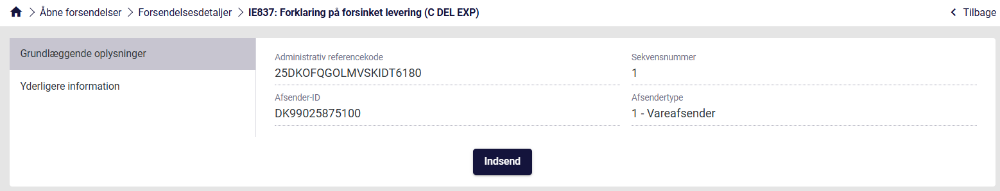 Åbne forsendelser Forsendelsesdetaljer IE837: Forklaring på forsinket levering (C DEL EXP) Tilbage
Grundlæggende oplysninger
Yderligere information
Administrativ referencekode
25DKOFQGOLMVSKIDT6180
Sekvensnummer
1
Afsender-ID
DK99025875100
Afsendertype
1 - Vareafsender
Indsend